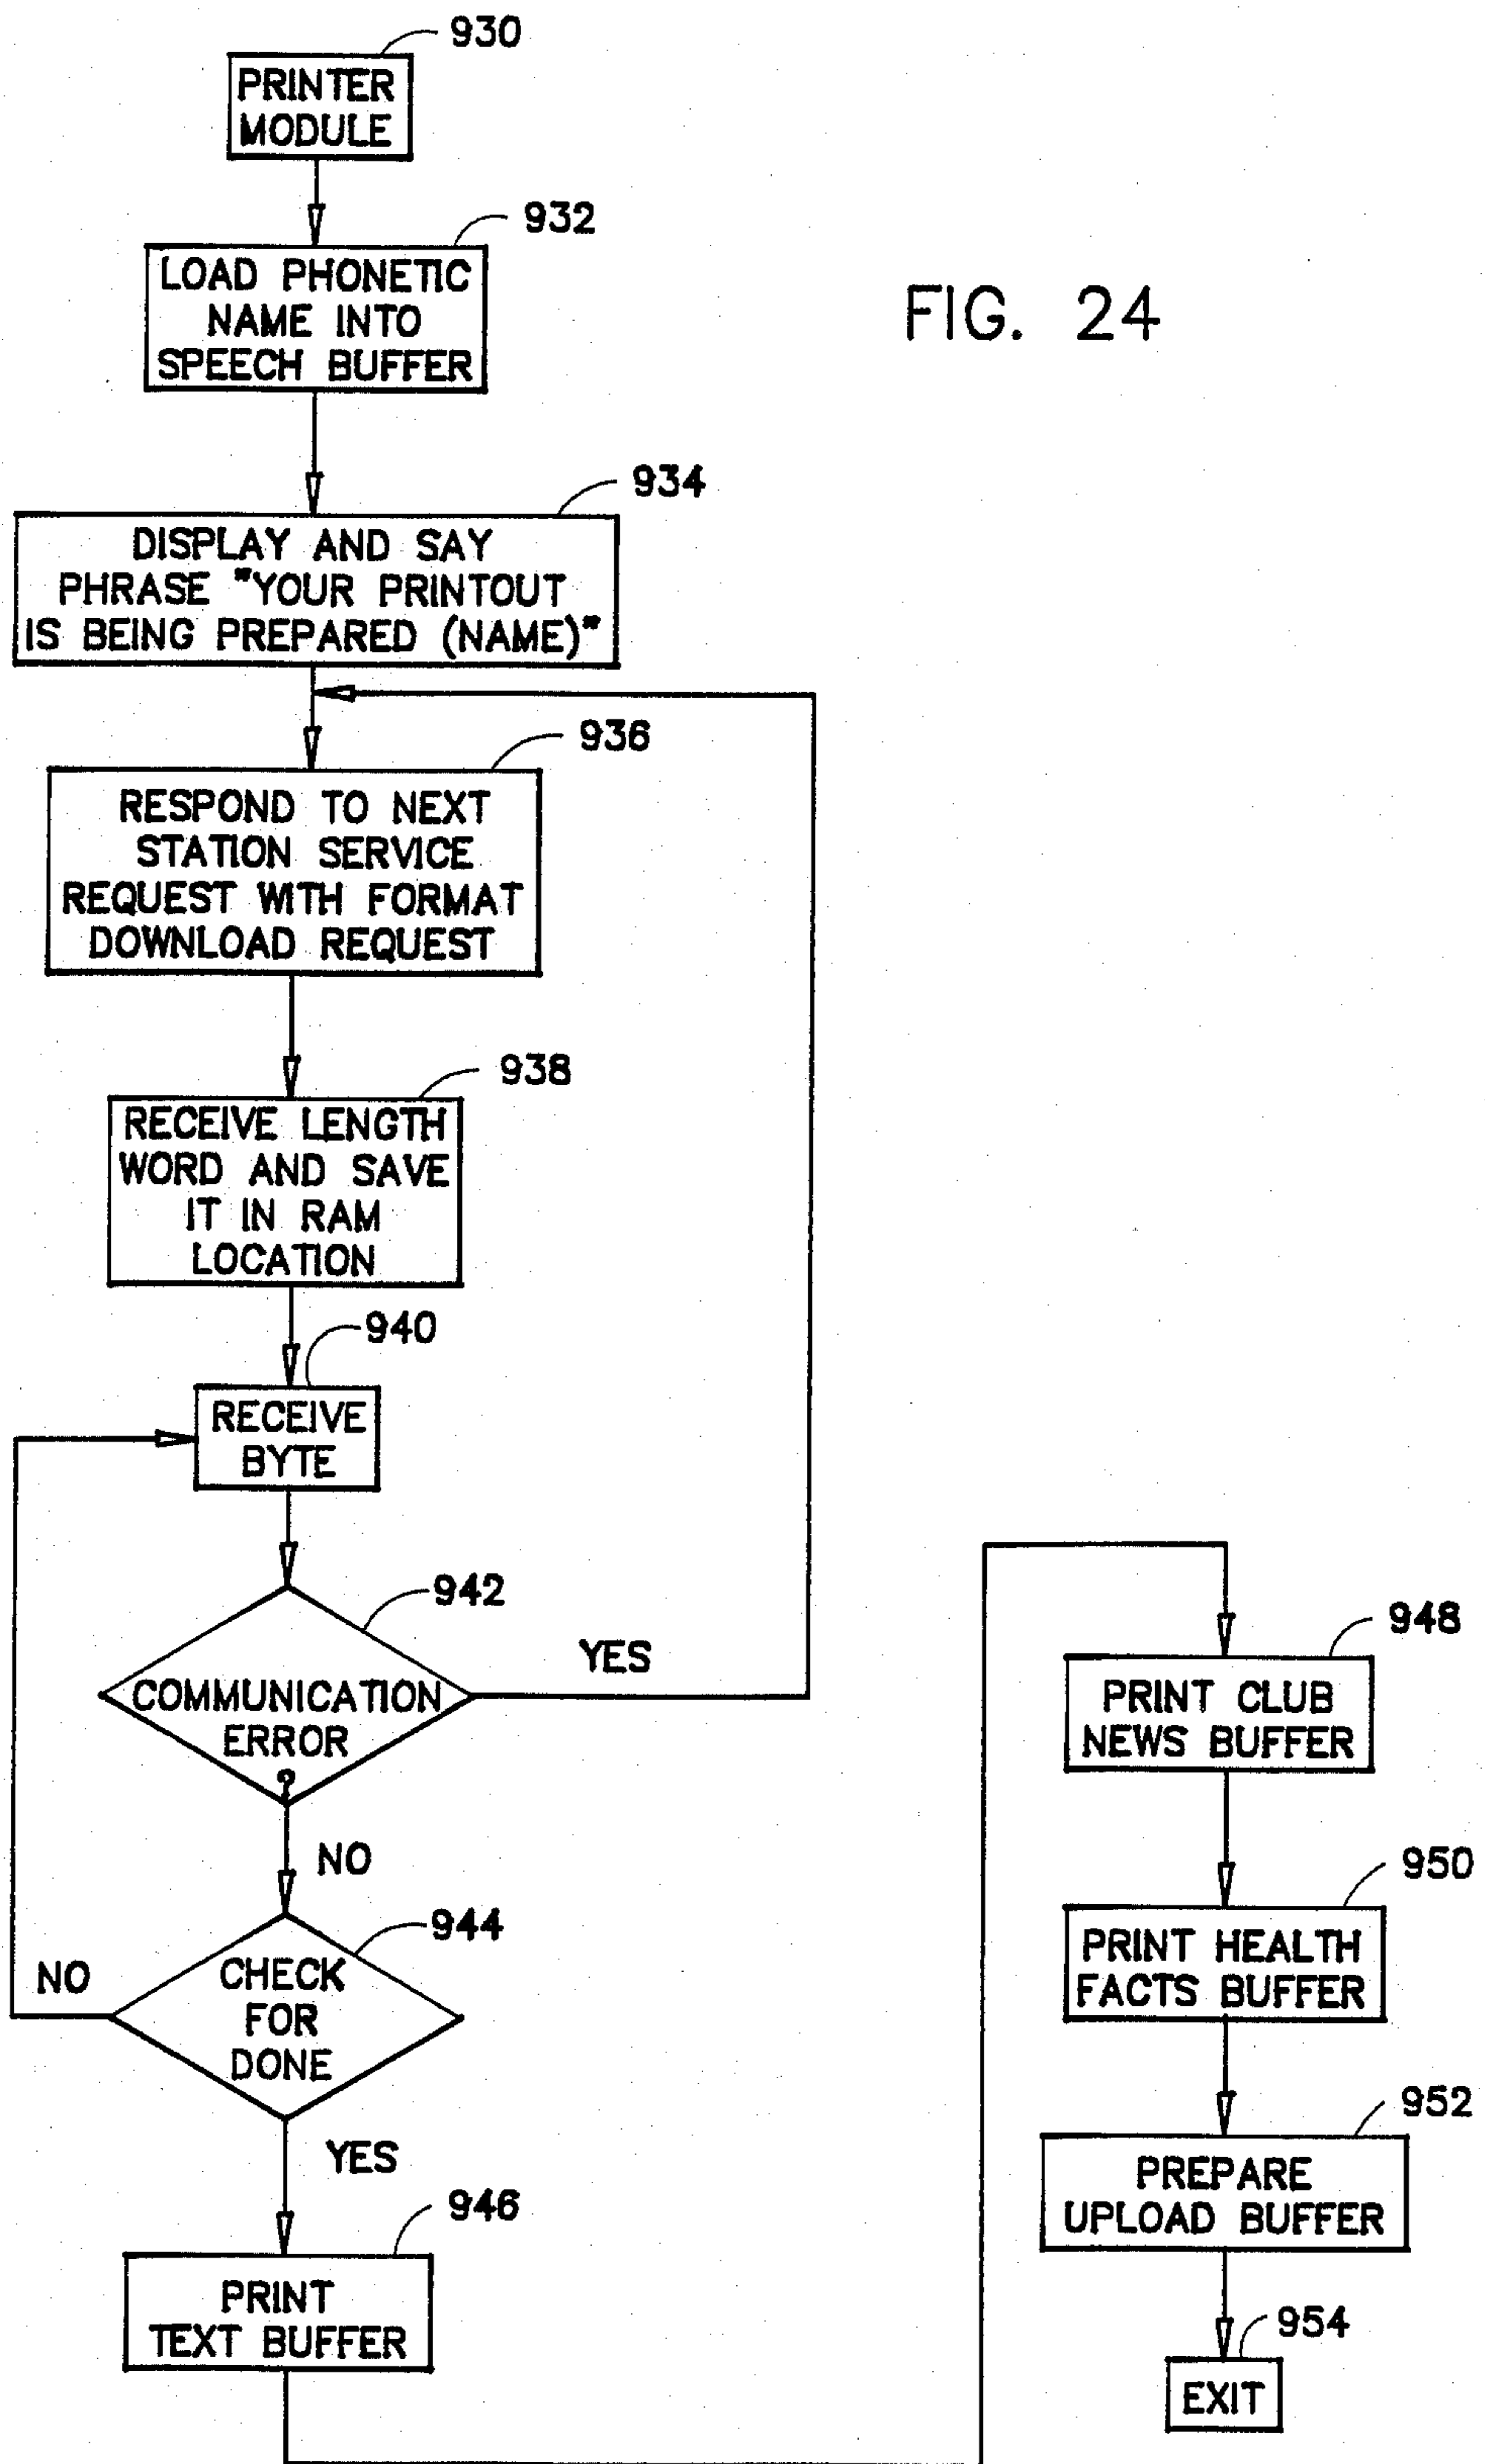 930
PRINTER
MODULE
932
LOAD PHONETIC
NAME INTO
SPEECH BUFFER
FIG. 24
934
DISPLAY AND SAY
PHRASE "YOUR PRINTOUT
IS BEING PREPARED (NAME)"
936
RESPOND TO NEXT
STATION SERVICE
REQUEST WITH FORMAT
DOWNLOAD REQUEST
938
RECEIVE LENGTH
WORD AND SAVE
IT IN RAM
LOCATION
940
RECEIVE
BYTE
942
COMMUNICATION
ERROR
?
YES
NO
944
CHECK
FOR
DONE
NO
YES
946
PRINT
TEXT BUFFER
948
PRINT CLUB
NEWS BUFFER
950
PRINT HEALTH
FACTS BUFFER
952
PREPARE
UPLOAD BUFFER
954
EXIT